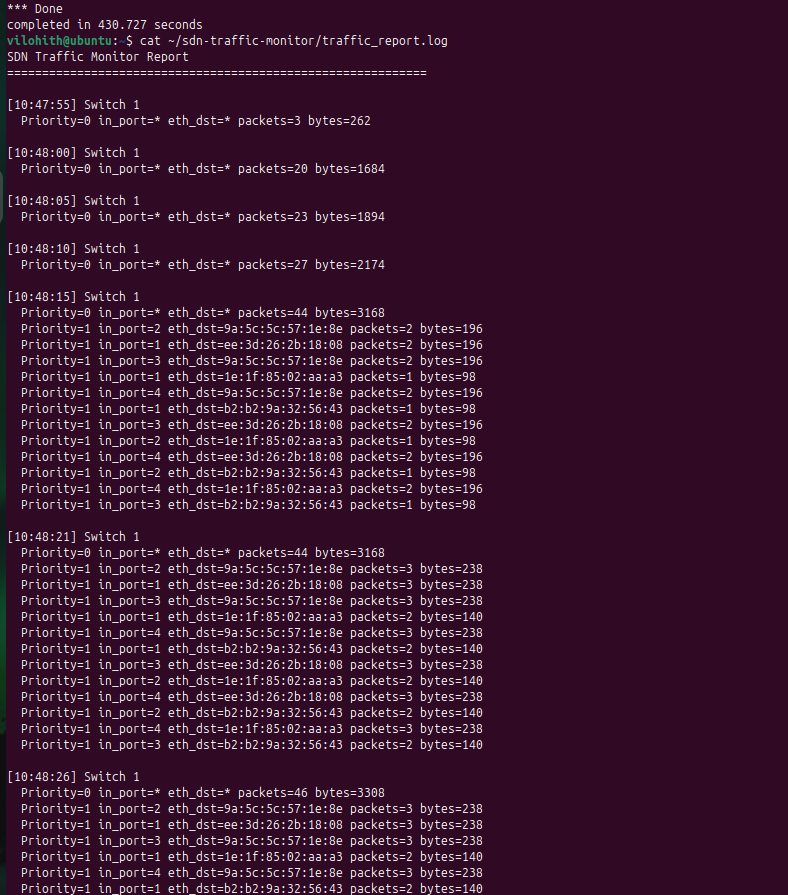 *** Done
completed in 430.727 seconds
vilohith@ubuntu:~$ cat ~/sdn-traffic-monitor/traffic_report.log
SDN Traffic Monitor Report
============================================================
[10:47:55] Switch 1
Priority=0 in_port=* eth_dst=* packets=3 bytes=262
[10:48:00] Switch 1
Priority=0 in_port=* eth_dst=* packets=20 bytes=1684
[10:48:05] Switch 1
Priority=0 in_port=* eth_dst=* packets=23 bytes=1894
[10:48:10] Switch 1
Priority=0 in_port=* eth_dst=* packets=27 bytes=2174
[10:48:15] Switch 1
Priority=0 in_port=* eth_dst=* packets=44 bytes=3168
Priority=1 in_port=2 eth_dst=9a:5c:5c:57:1e:8e packets=2 bytes=196
Priority=1 in_port=1 eth_dst=ee:3d:26:2b:18:08 packets=2 bytes=196
Priority=1 in_port=3 eth_dst=9a:5c:5c:57:1e:8e packets=2 bytes=196
Priority=1 in_port=1 eth_dst=1e:1f:85:02:aa:a3 packets=1 bytes=98
Priority=1 in_port=4 eth_dst=9a:5c:5c:57:1e:8e packets=2 bytes=196
Priority=1 in_port=1 eth_dst=b2:b2:9a:32:56:43 packets=1 bytes=98
Priority=1 in_port=3 eth_dst=ee:3d:26:2b:18:08 packets=2 bytes=196
Priority=1 in_port=2 eth_dst=1e:1f:85:02:aa:a3 packets=1 bytes=98
Priority=1 in_port=4 eth_dst=ee:3d:26:2b:18:08 packets=2 bytes=196
Priority=1 in_port=2 eth_dst=b2:b2:9a:32:56:43 packets=1 bytes=98
Priority=1 in_port=4 eth_dst=1e:1f:85:02:aa:a3 packets=2 bytes=196
Priority=1 in_port=3 eth_dst=b2:b2:9a:32:56:43 packets=1 bytes=98
[10:48:21] Switch 1
Priority=0 in_port=* eth_dst=* packets=44 bytes=3168
Priority=1 in_port=2 eth_dst=9a:5c:5c:57:1e:8e packets=3 bytes=238
Priority=1 in_port=1 eth_dst=ee:3d:26:2b:18:08 packets=3 bytes=238
Priority=1 in_port=3 eth_dst=9a:5c:5c:57:1e:8e packets=3 bytes=238
Priority=1 in_port=1 eth_dst=1e:1f:85:02:aa:a3 packets=2 bytes=140
Priority=1 in_port=4 eth_dst=9a:5c:5c:57:1e:8e packets=3 bytes=238
Priority=1 in_port=1 eth_dst=b2:b2:9a:32:56:43 packets=2 bytes=140
Priority=1 in_port=3 eth_dst=ee:3d:26:2b:18:08 packets=3 bytes=238
Priority=1 in_port=2 eth_dst=1e:1f:85:02:aa:a3 packets=2 bytes=140
Priority=1 in_port=4 eth_dst=ee:3d:26:2b:18:08 packets=3 bytes=238
Priority=1 in_port=2 eth_dst=b2:b2:9a:32:56:43 packets=2 bytes=140
Priority=1 in_port=4 eth_dst=1e:1f:85:02:aa:a3 packets=3 bytes=238
Priority=1 in_port=3 eth_dst=b2:b2:9a:32:56:43 packets=2 bytes=140
[10:48:26] Switch 1
Priority=0 in_port=* eth_dst=* packets=46 bytes=3308
Priority=1 in_port=2 eth_dst=9a:5c:5c:57:1e:8e packets=3 bytes=238
Priority=1 in_port=1 eth_dst=ee:3d:26:2b:18:08 packets=3 bytes=238
Priority=1 in_port=3 eth_dst=9a:5c:5c:57:1e:8e packets=3 bytes=238
Priority=1 in_port=1 eth_dst=1e:1f:85:02:aa:a3 packets=2 bytes=140
Priority=1 in_port=4 eth_dst=9a:5c:5c:57:1e:8e packets=3 bytes=238
Priority=1 in_port=1 eth_dst=b2:b2:9a:32:56:43 packets=2 bytes=140